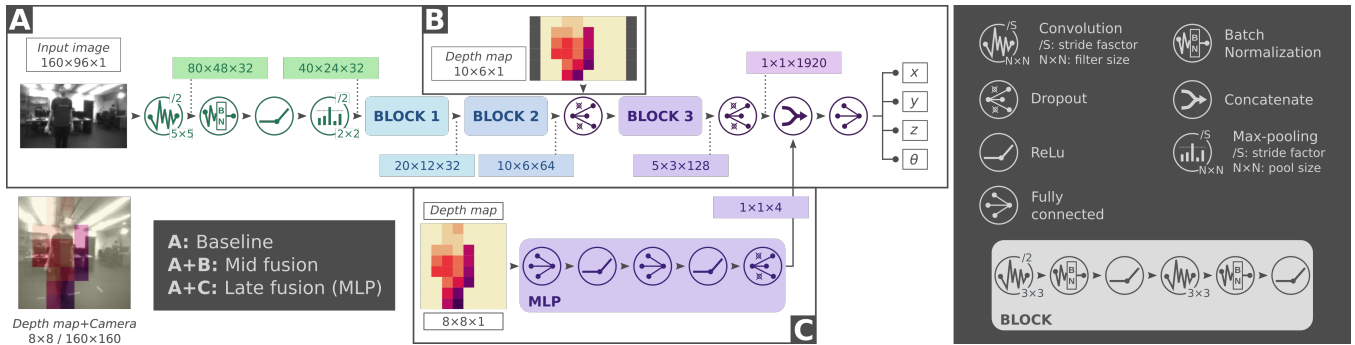 A
Input image
160×96×1
80×48×32
40×24×32
/2
5×5
B
N
/2
2×2
BLOCK 1
20×12×32
BLOCK 2
10×6×64
B
Depth map
10×6×1
BLOCK 3
5×3×128
1×1×1920
x
y
z
θ
Depth map+Camera
8×8 / 160×160
A: Baseline
A+B: Mid fusion
A+C: Late fusion (MLP)
Depth map
8×8×1
MLP
1×1×4
C
/S
N×N
Convolution
/S: stride fasctor
N×N: filter size
B
N
Batch
Normalization
Dropout
Concatenate
ReLu
/S
N×N
Max-pooling
/S: stride factor
N×N: pool size
Fully
connected
/2
3×3
B
N
3×3
B
N
BLOCK